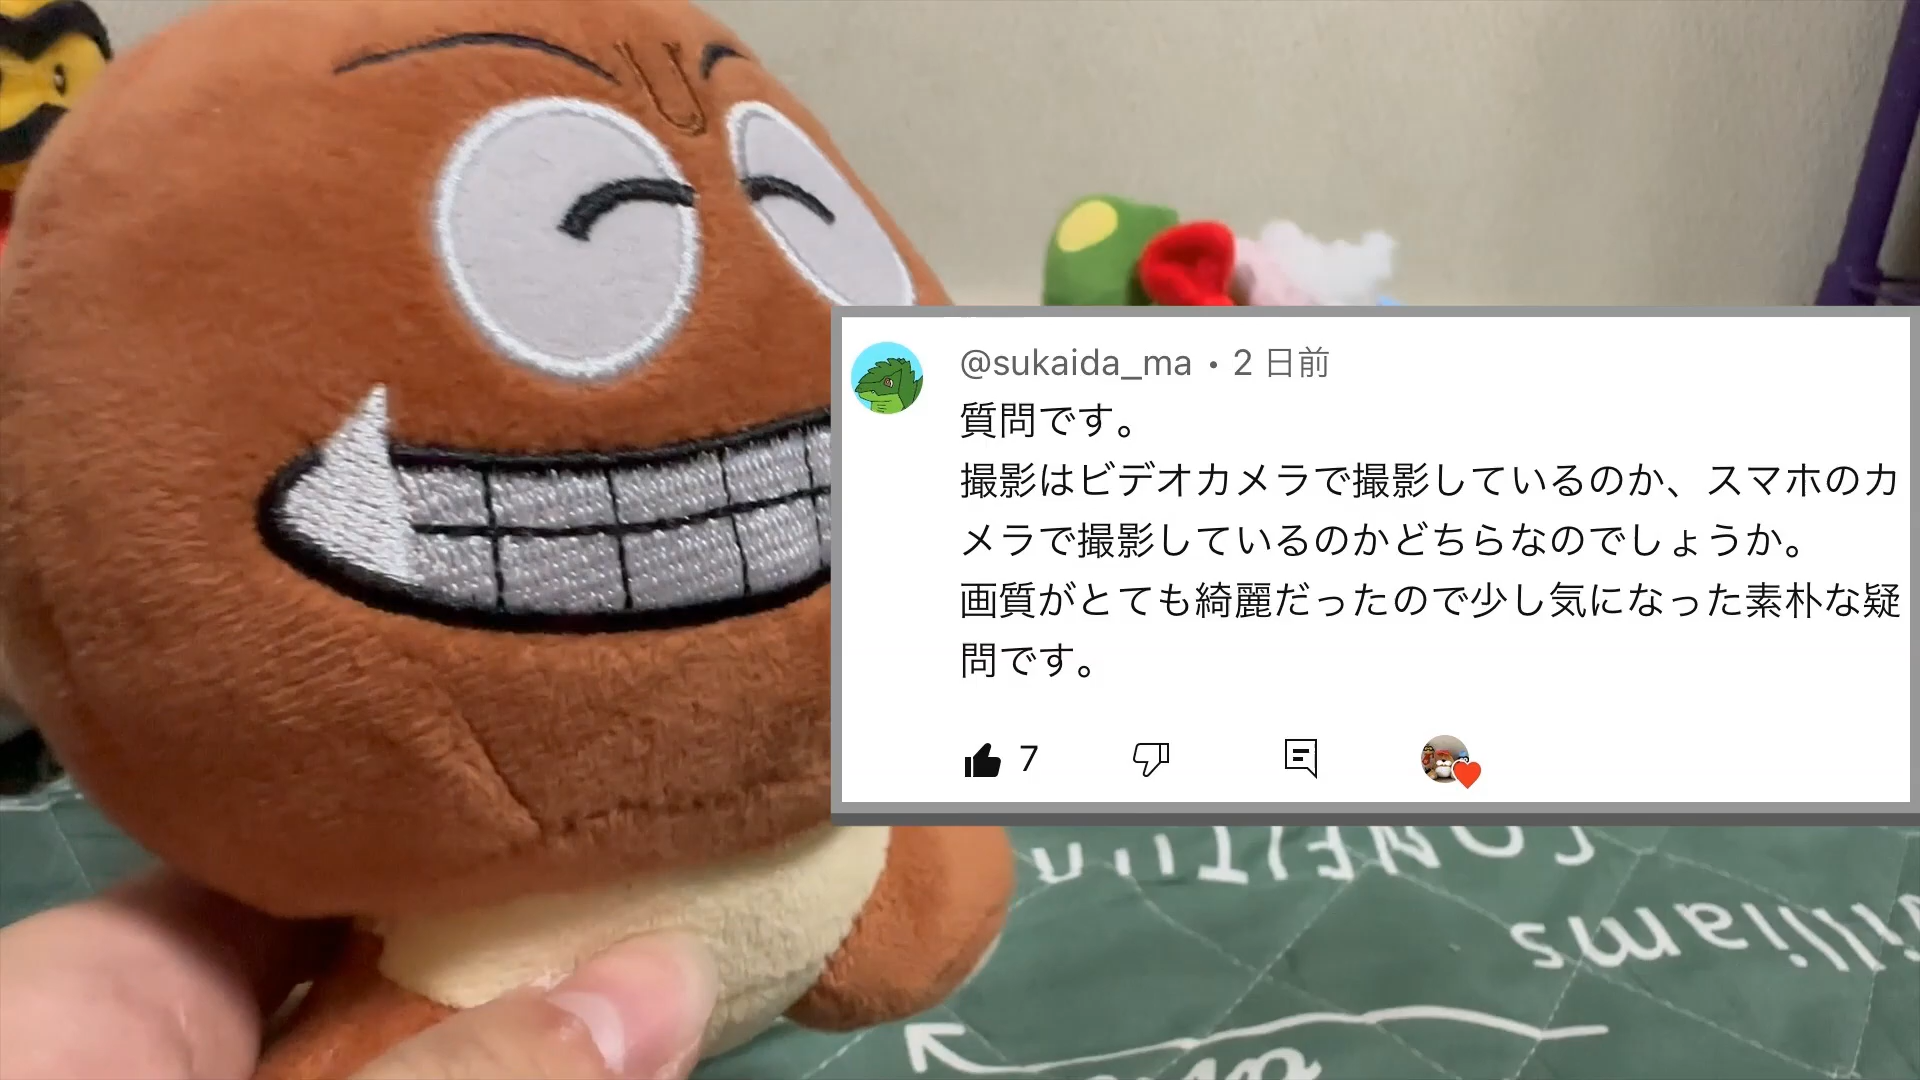 @sukaida_ma • 2 日前
質問です。
撮影はビデオカメラで撮影しているのか、スマホのカ
メラで撮影しているのかどちらなのでしょうか。
画質がとても綺麗だったので少し気になった素朴な疑
問です。
7